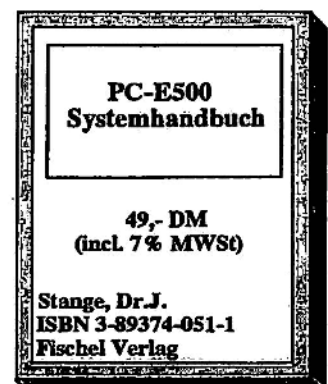 PC-E500
Systemhandbuch
49,- DM
(incl. 7% MWSt)
Stange, Dr.J.
ISBN 3-89374-051-1
Fischel Verlag